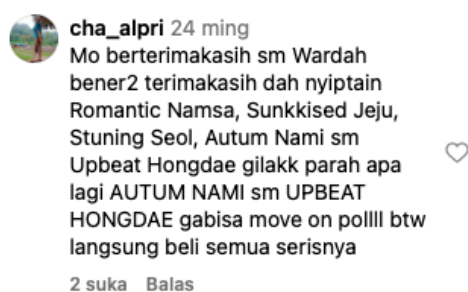 cha_alpri 24 ming
Mo berterimakasih sm Wardah
bener2 terimakasih dah nyiptain
Romantic Namsa, Sunkkised Jeju,
Stuning Seol, Autum Nami sm
Upbeat Hongdae gilakk parah apa
lagi AUTUM NAMI sm UPBEAT
HONGDAE gabisa move on pollll btw
langsung beli semua serisnya
2 suka Balas